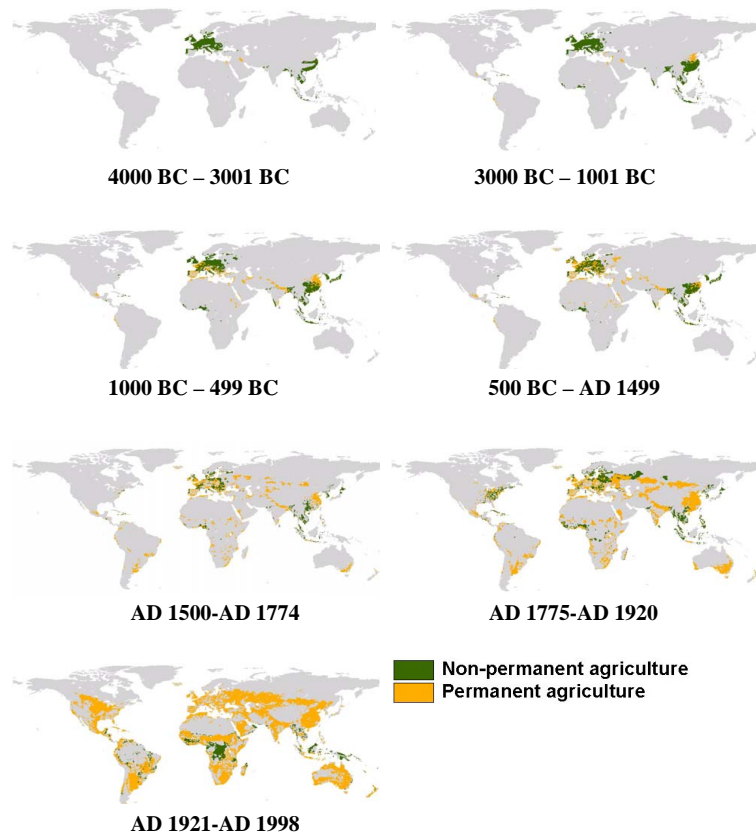 4000 BC – 3001 BC
3000 BC – 1001 BC
1000 BC – 499 BC
500 BC – AD 1499
AD 1500-AD 1774
AD 1775-AD 1920
Non-permanent agriculture
Permanent agriculture
AD 1921-AD 1998